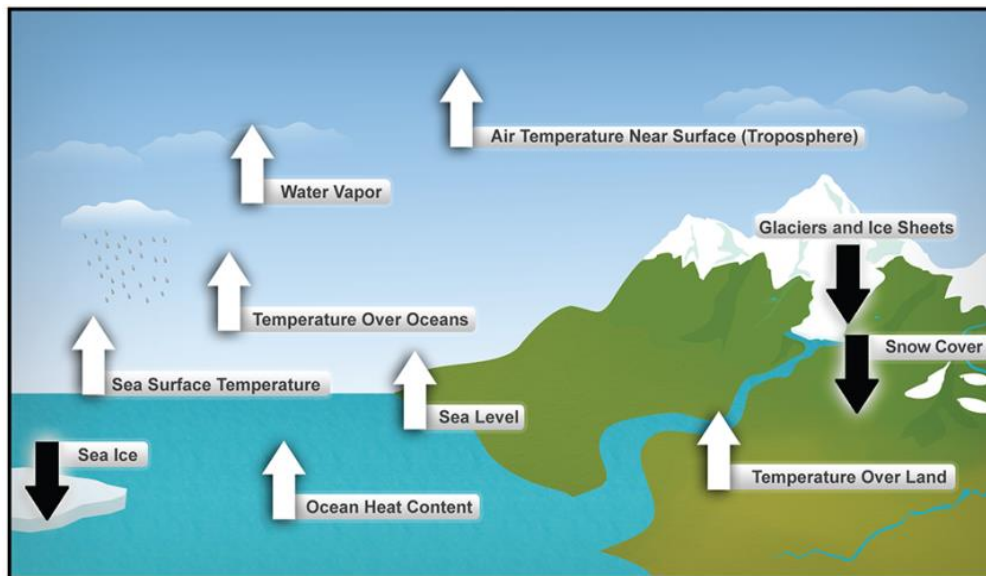 Air Temperature Near Surface (Troposphere)
Water Vapor
Glaciers and Ice Sheets
Temperature Over Oceans
Snow Cover
Sea Surface Temperature
Sea Level
Sea Ice
Temperature Over Land
Ocean Heat Content